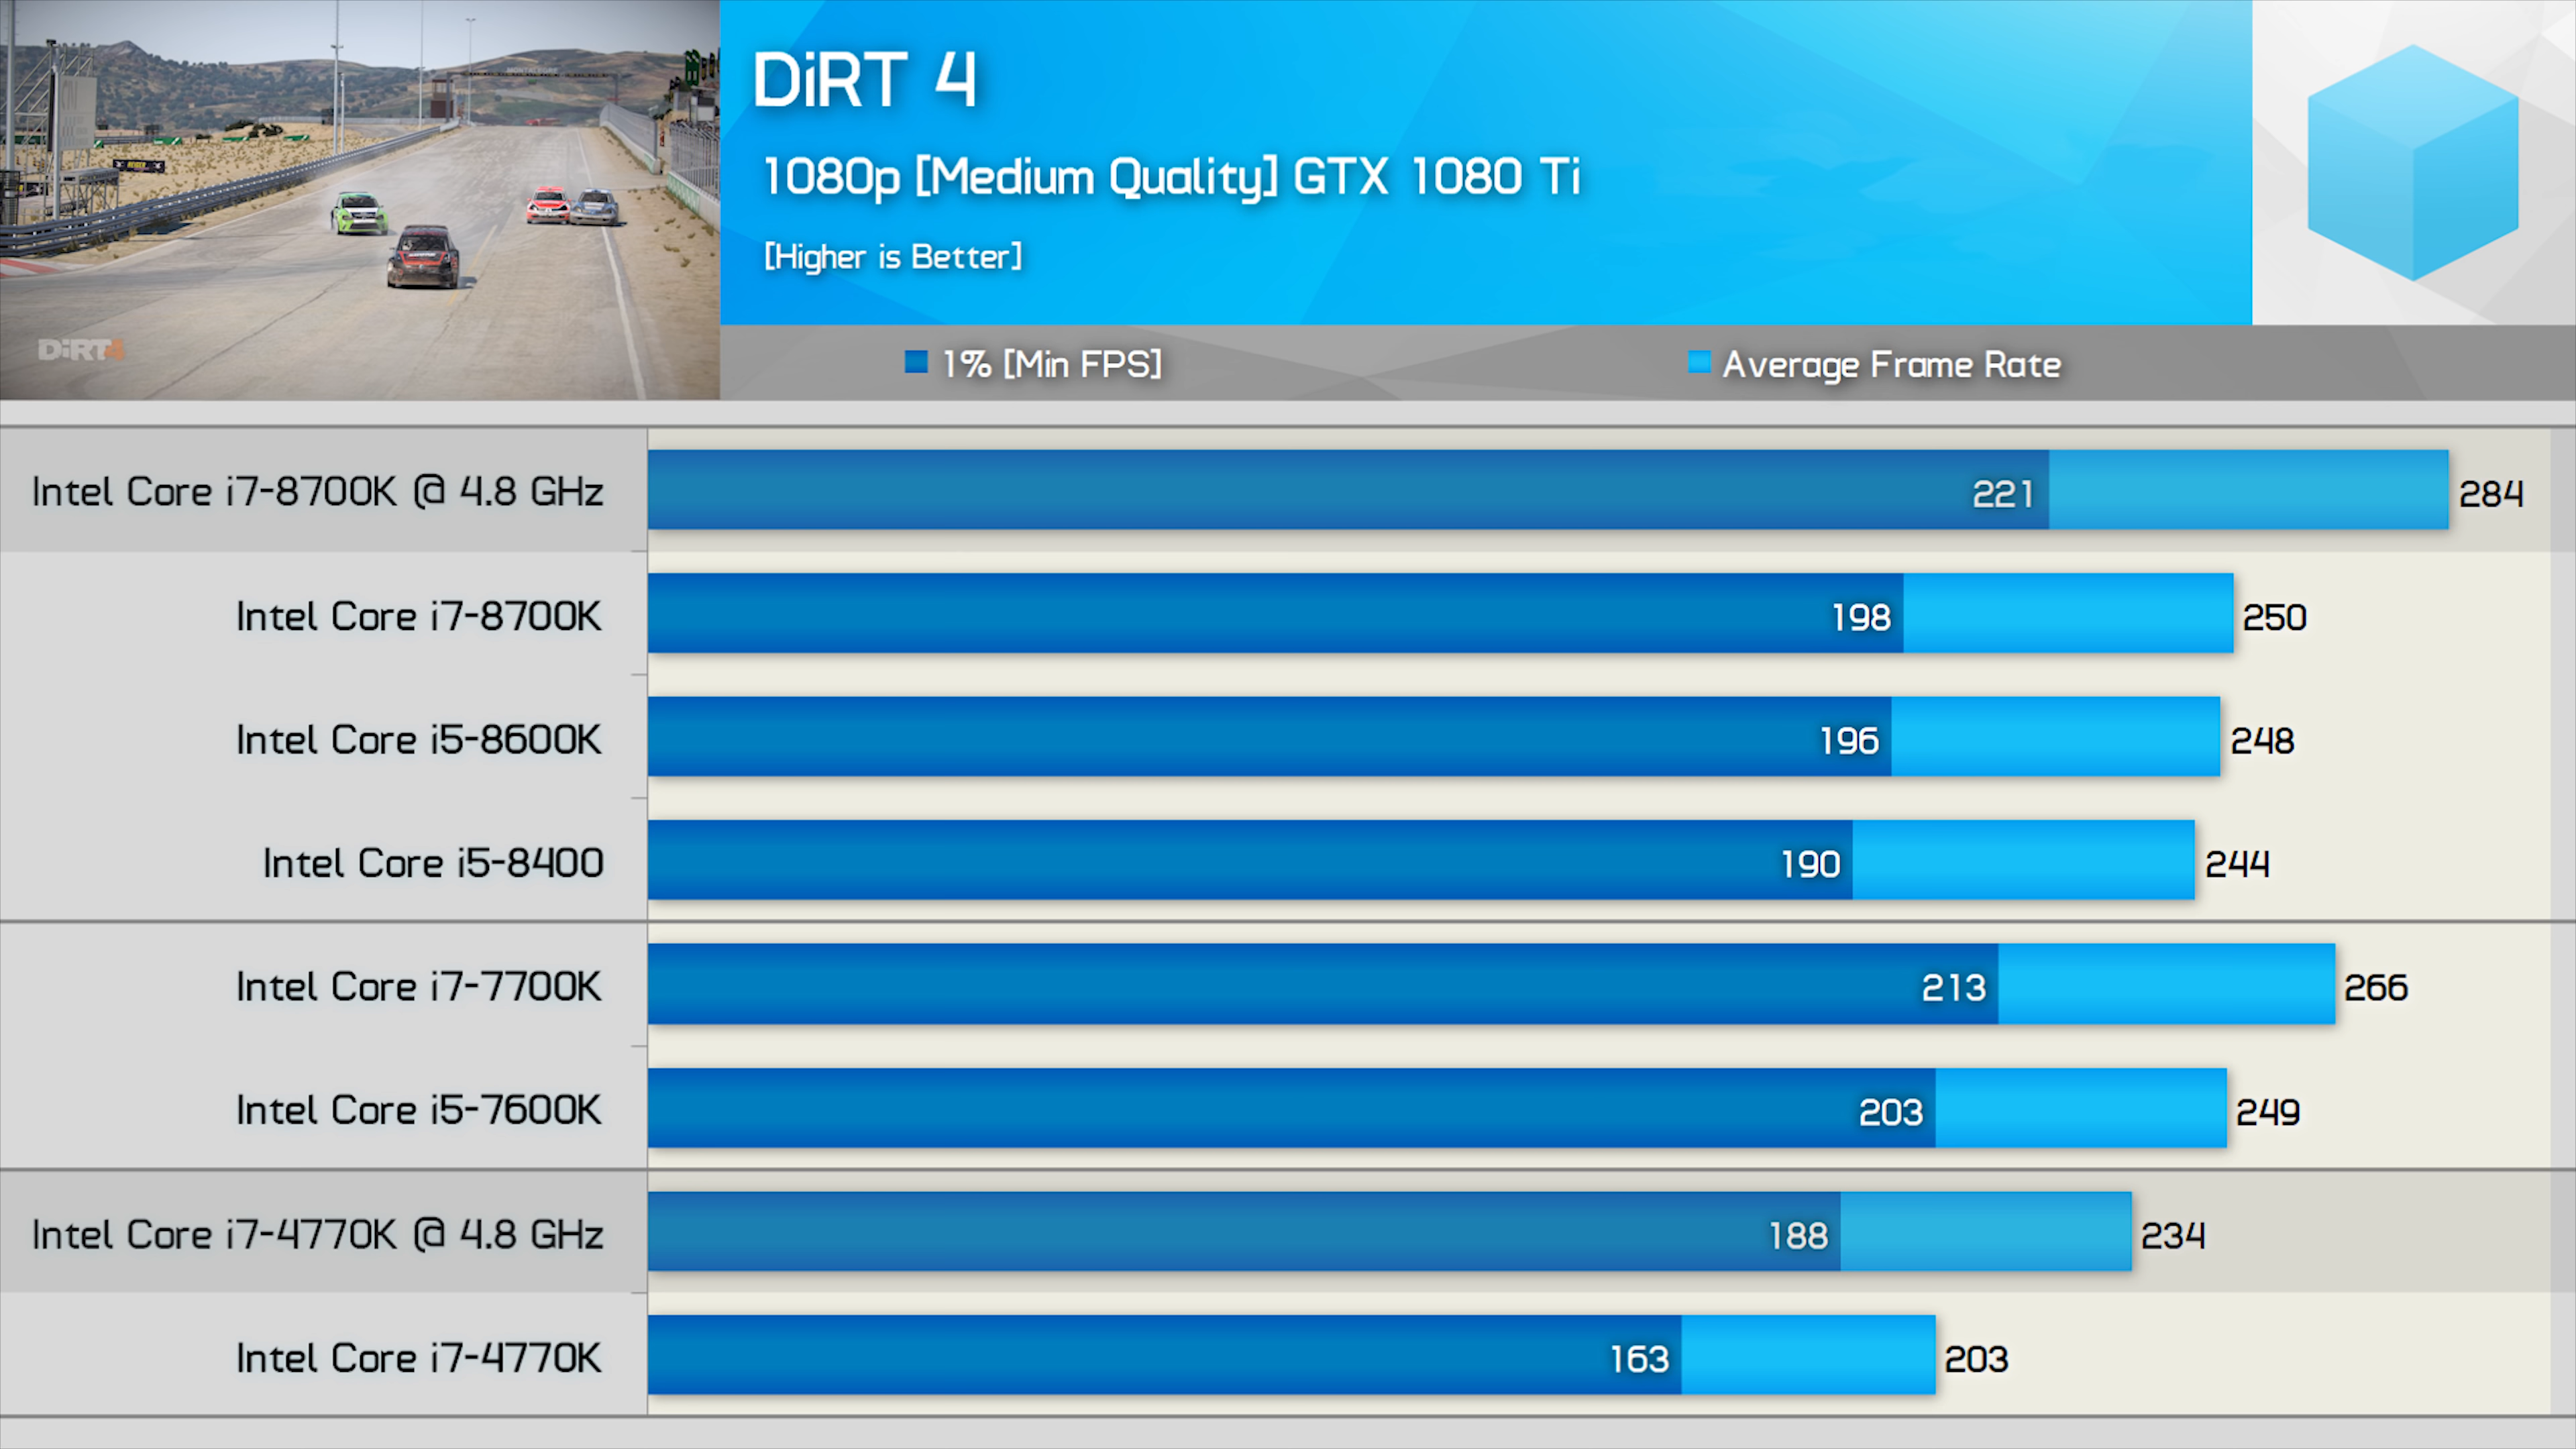 DiRT 4
1080p [Medium Quality] GTX 1080 Ti
[Higher is Better]
DiRT4
1% [Min FPS]
Average Frame Rate
Intel Core i7-8700K @ 4.8 GHz 221 284
Intel Core i7-8700K 198 250
Intel Core i5-8600K 196 248
Intel Core i5-8400 190 244
Intel Core i7-7700K 213 266
Intel Core i5-7600K 203 249
Intel Core i7-4770K @ 4.8 GHz 188 234
Intel Core i7-4770K 163 203